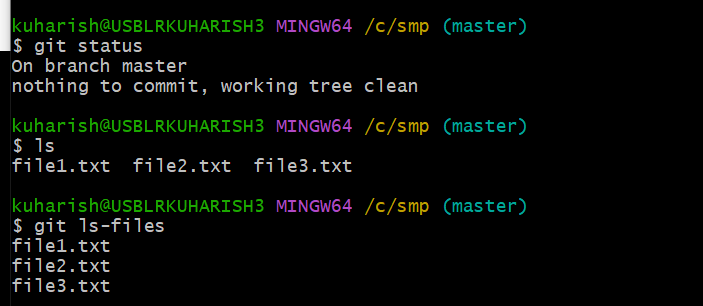 kuharish@USBLRKUHARISH3 MINGW64 /c/smp (master)
$ git status
On branch master
nothing to commit, working tree clean
kuharish@USBLRKUHARISH3 MINGW64 /c/smp (master)
$ ls
file1.txt  file2.txt  file3.txt
kuharish@USBLRKUHARISH3 MINGW64 /c/smp (master)
$ git ls-files
file1.txt
file2.txt
file3.txt